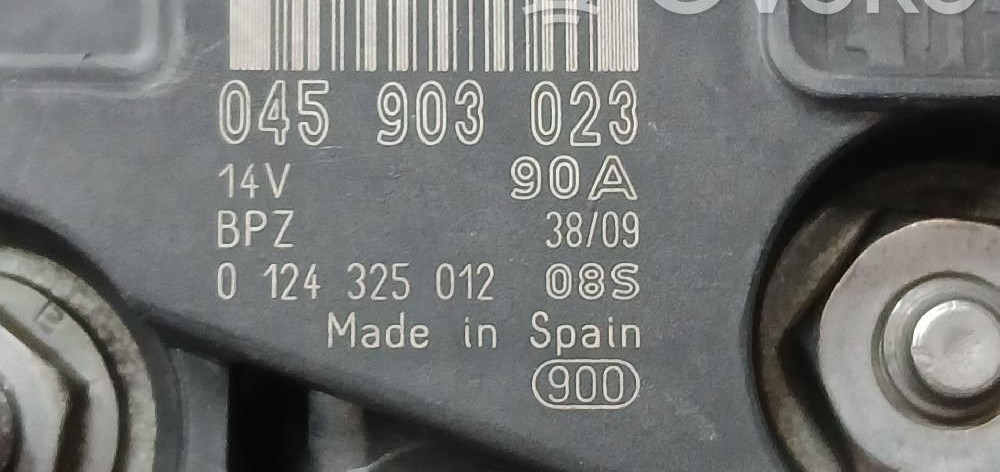 045 903 023
14V 90A
BPZ 38/09
0 124 325 012 08S
Made in Spain
900